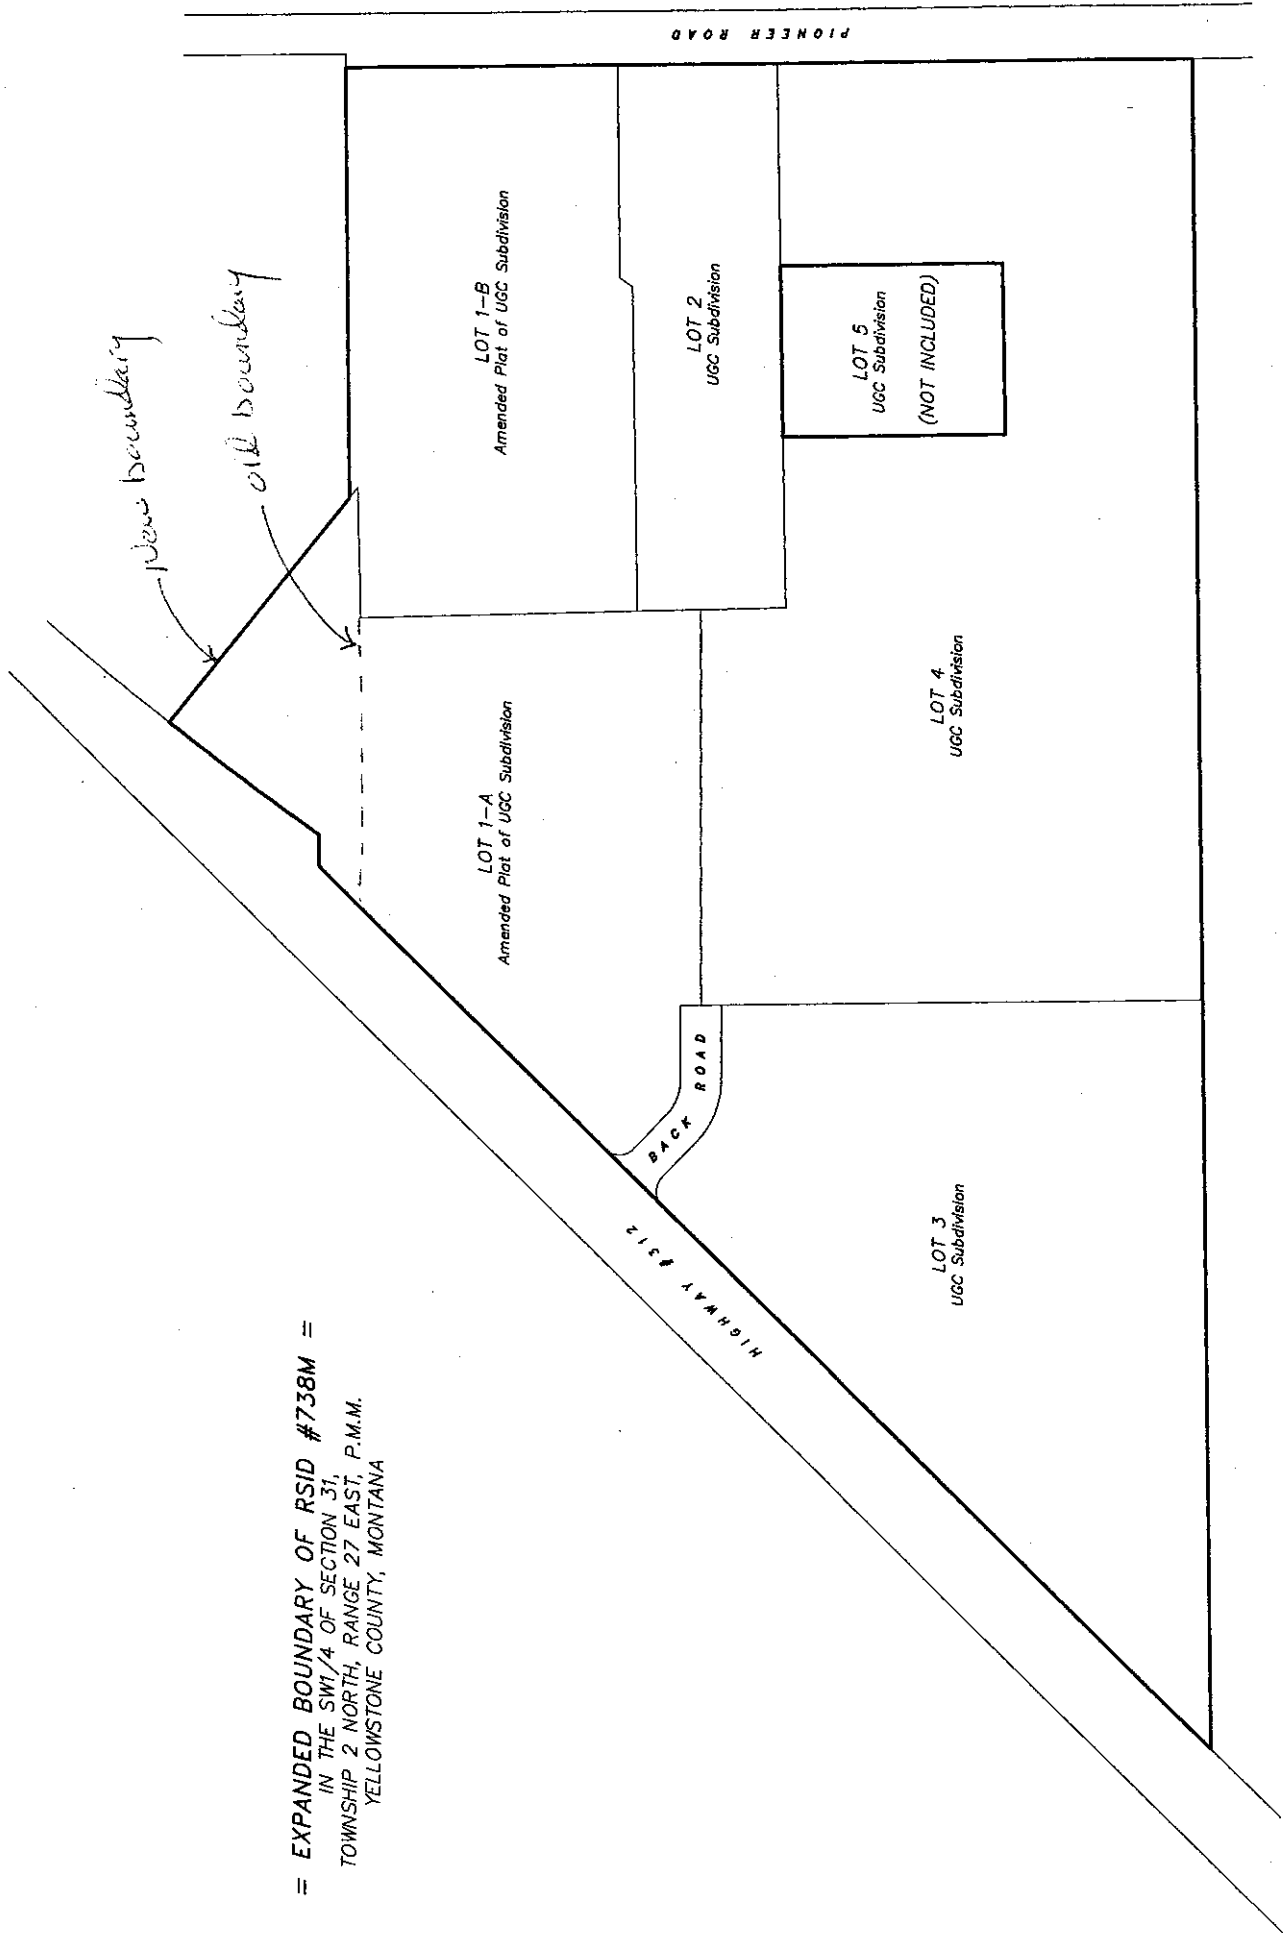 = EXPANDED BOUNDARY OF RSID #738M =
IN THE SW1/4 OF SECTION 31,
TOWNSHIP 2 NORTH, RANGE 27 EAST, P.M.M.
YELLOWSTONE COUNTY, MONTANA
New boundary
old boundary
PIONEER ROAD
LOT 1-B
Amended Plat of UGC Subdivision
LOT 2
UGC Subdivision
LOT 5
UGC Subdivision
(NOT INCLUDED)
LOT 1-A
Amended Plat of UGC Subdivision
LOT 4
UGC Subdivision
BACK ROAD
HIGHWAY #312
LOT 3
UGC Subdivision